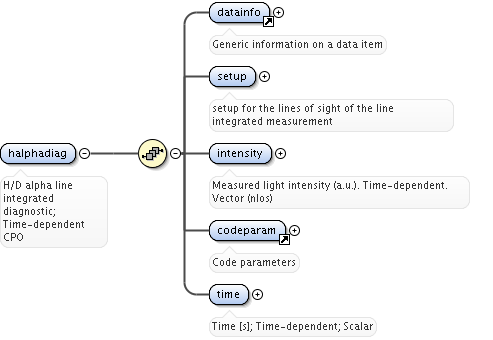 datainfo
Generic information on a data item
setup
setup for the lines of sight of the line
integrated measurement
halphadiag
H/D alpha line
integrated
diagnostic;
Time-dependent
CPO
intensity
Measured light intensity (a.u.). Time-dependent.
Vector (nlos)
codeparam
Code parameters
time
Time [s]; Time-dependent; Scalar